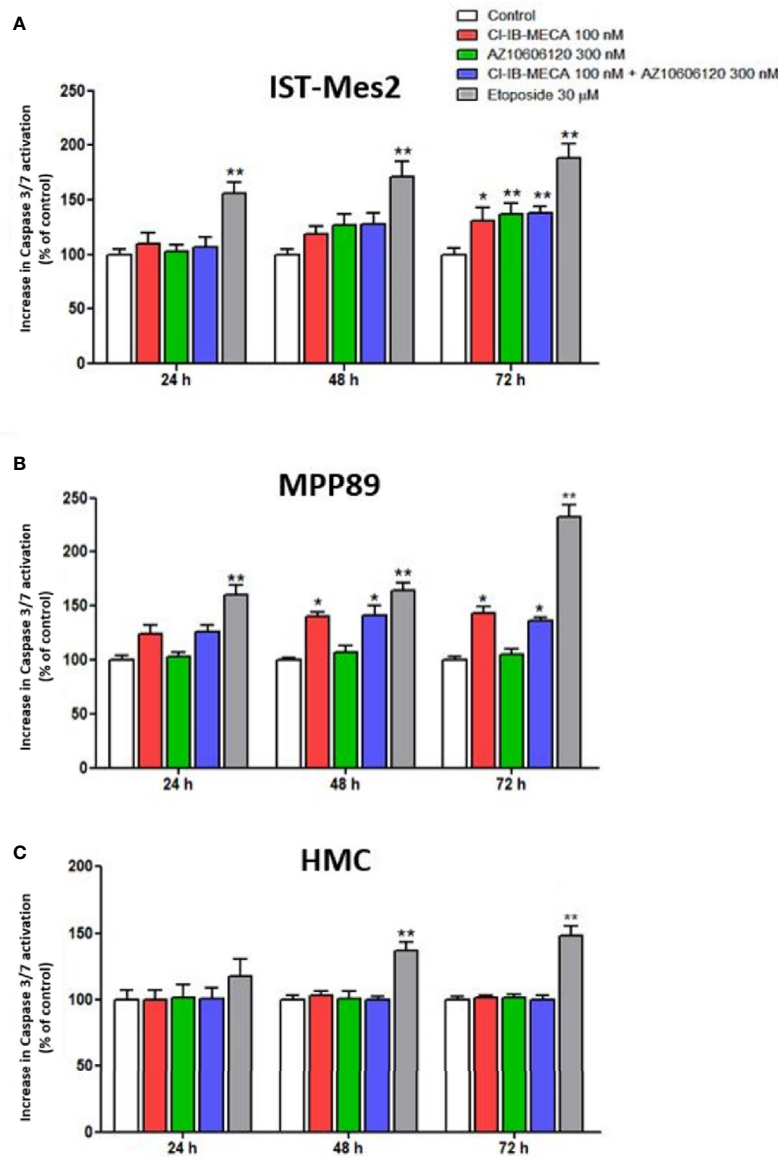 A
Control
Cl-IB-MECA 100 nM
AZ10606120 300 nM
Cl-IB-MECA 100 nM + AZ10606120 300 nM
Etoposide 30 µM
IST-Mes2
Increase in Caspase 3/7 activation
(% of control)
250
200
150
100
50
0
** ** * ** ** **
24 h 48 h 72 h
B
MPP89
Increase in Caspase 3/7 activation
(% of control)
250
200
150
100
50
0
** * * ** * * **
24 h 48 h 72 h
C
HMC
Increase in Caspase 3/7 activation
(% of control)
200
150
100
50
0
** **
24 h 48 h 72 h